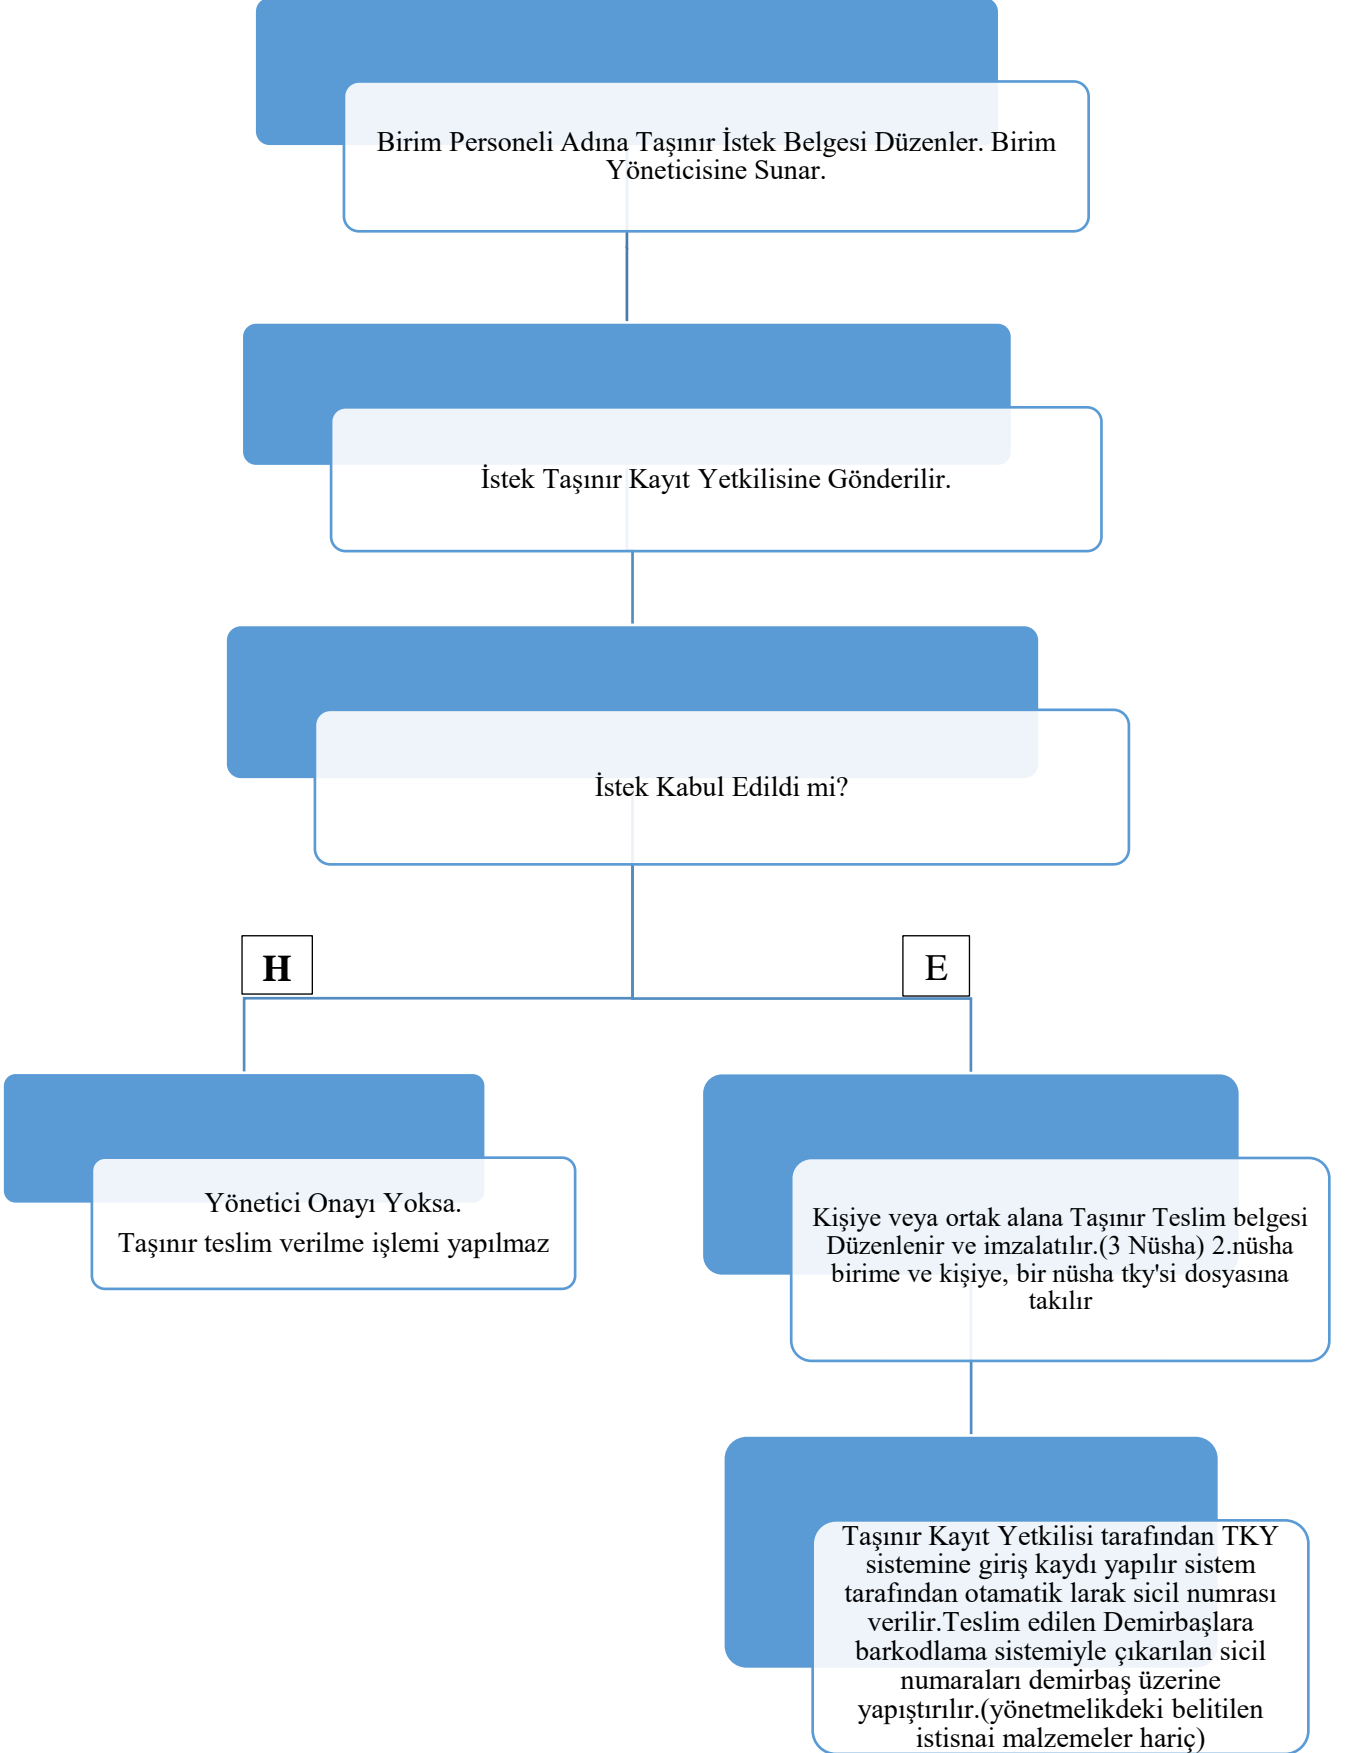 Birim Personeli Adına Taşınır İstek Belgesi Düzenler. Birim
Yöneticisine Sunar.
İstek Taşınır Kayıt Yetkilisine Gönderilir.
İstek Kabul Edildi mi?
H
E
Yönetici Onayı Yoksa.
Taşınır teslim verilme işlemi yapılmaz
Kişiye veya ortak alana Taşınır Teslim belgesi
Düzenlenir ve imzalatılır.(3 Nüsha) 2.nüsha
birime ve kişiye, bir nüsha tky'si dosyasına
takılır
Taşınır Kayıt Yetkilisi tarafından TKY
sistemine giriş kaydı yapılır sistem
tarafından otamatik larak sicil numrası
verilir.Teslim edilen Demirbaşlara
barkodlama sistemiyle çıkarılan sicil
numaraları demirbaş üzerine
yapıştırılır.(yönetmelikdeki belitilen
istisnai malzemeler hariç)